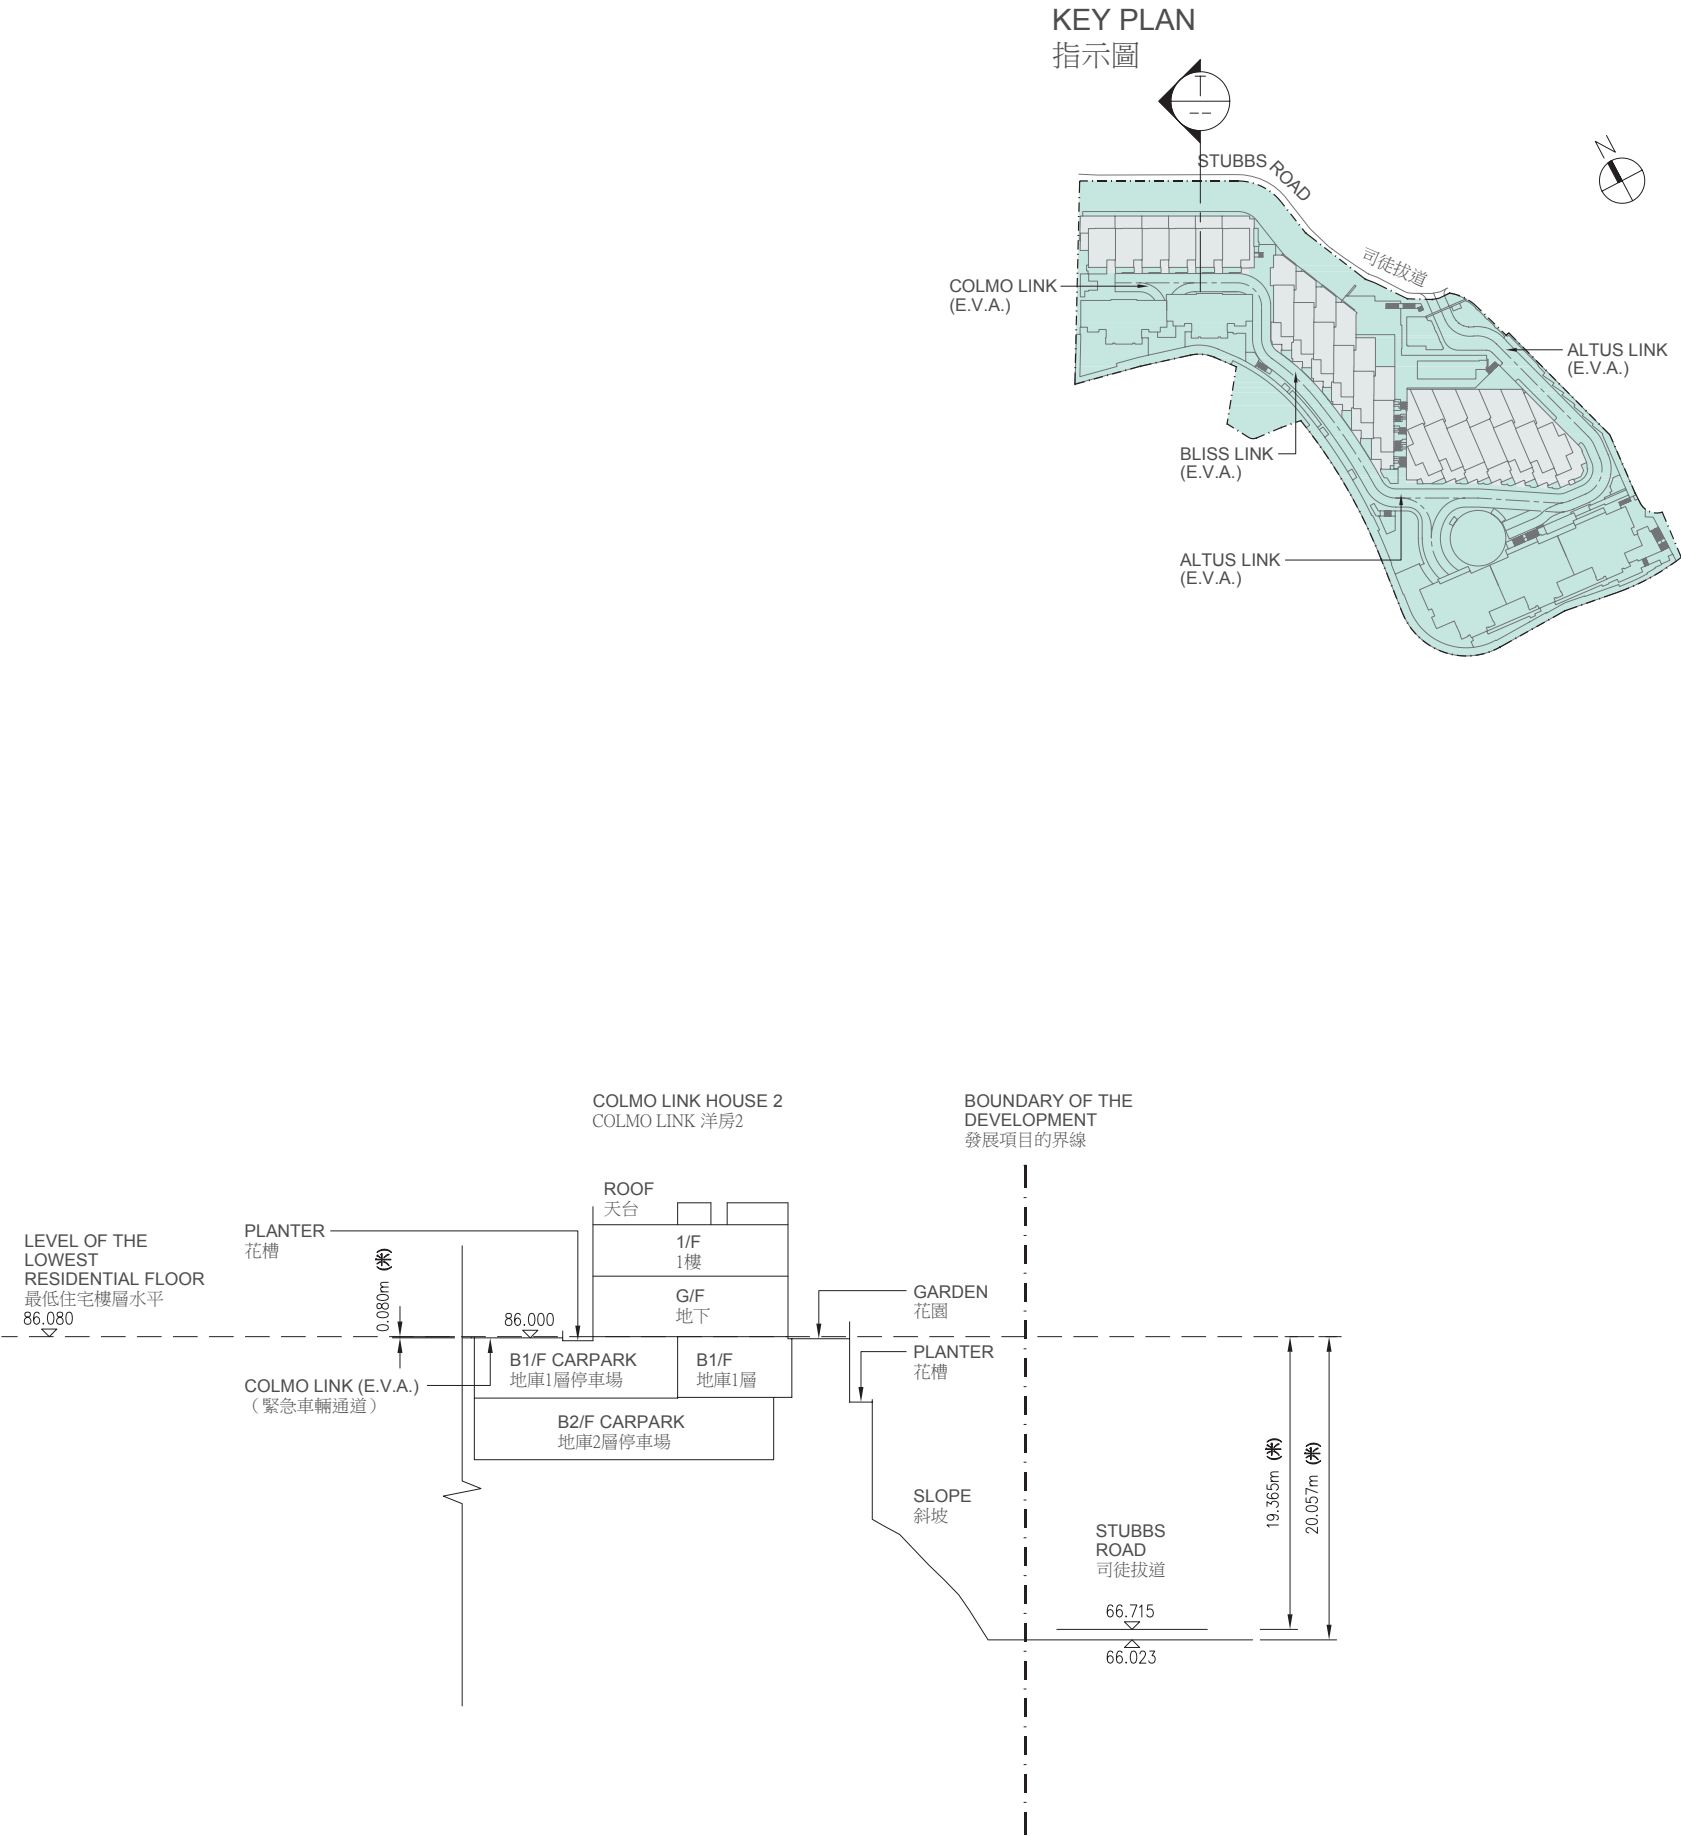 KEY PLAN
指示圖
T
--
N
STUBBS ROAD
司徒拔道
COLMO LINK
(E.V.A.)
ALTUS LINK
(E.V.A.)
BLISS LINK
(E.V.A.)
ALTUS LINK
(E.V.A.)
COLMO LINK HOUSE 2
COLMO LINK 洋房2
BOUNDARY OF THE
DEVELOPMENT
發展項目的界線
ROOF
天台
PLANTER
花槽
LEVEL OF THE
LOWEST
RESIDENTIAL FLOOR
最低住宅樓層水平
86.080
0.080m (米)
1/F
1樓
G/F
地下
86.000
GARDEN
花園
PLANTER
花槽
B1/F CARPARK
地庫1層停車場
B1/F
地庫1層
COLMO LINK (E.V.A.)
（緊急車輛通道）
B2/F CARPARK
地庫2層停車場
SLOPE
斜坡
19.365m (米)
20.057m (米)
STUBBS
ROAD
司徒拔道
66.715
66.023